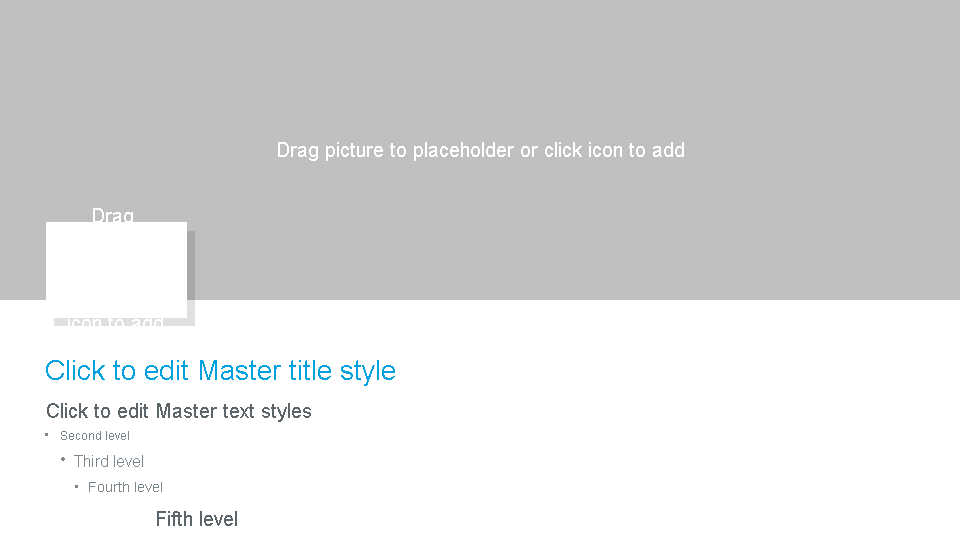 Drag picture to placeholder or click icon to add
Drag
icon to add
Click to edit Master title style
Click to edit Master text styles
• Second level
• Third level
• Fourth level
Fifth level